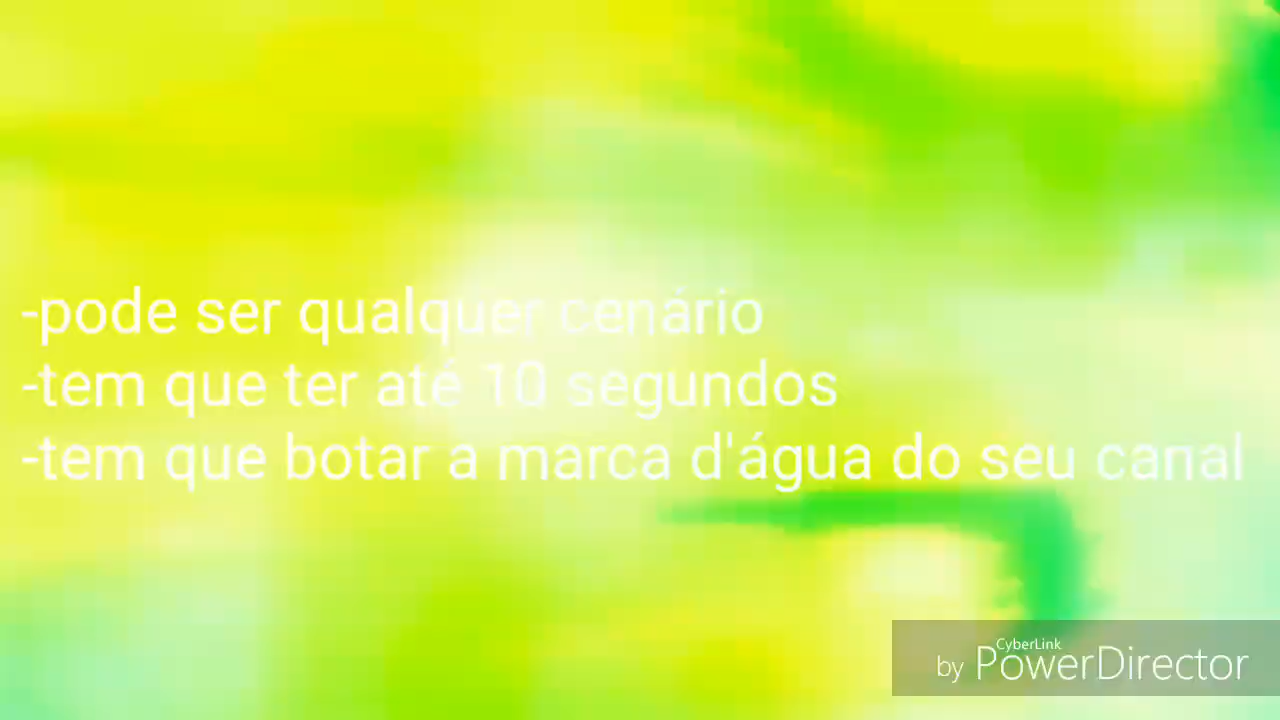 -pode ser qualquer cenário
-tem que ter até 10 segundos
-tem que botar a marca d'água do seu canal
CyberLink
by PowerDirector